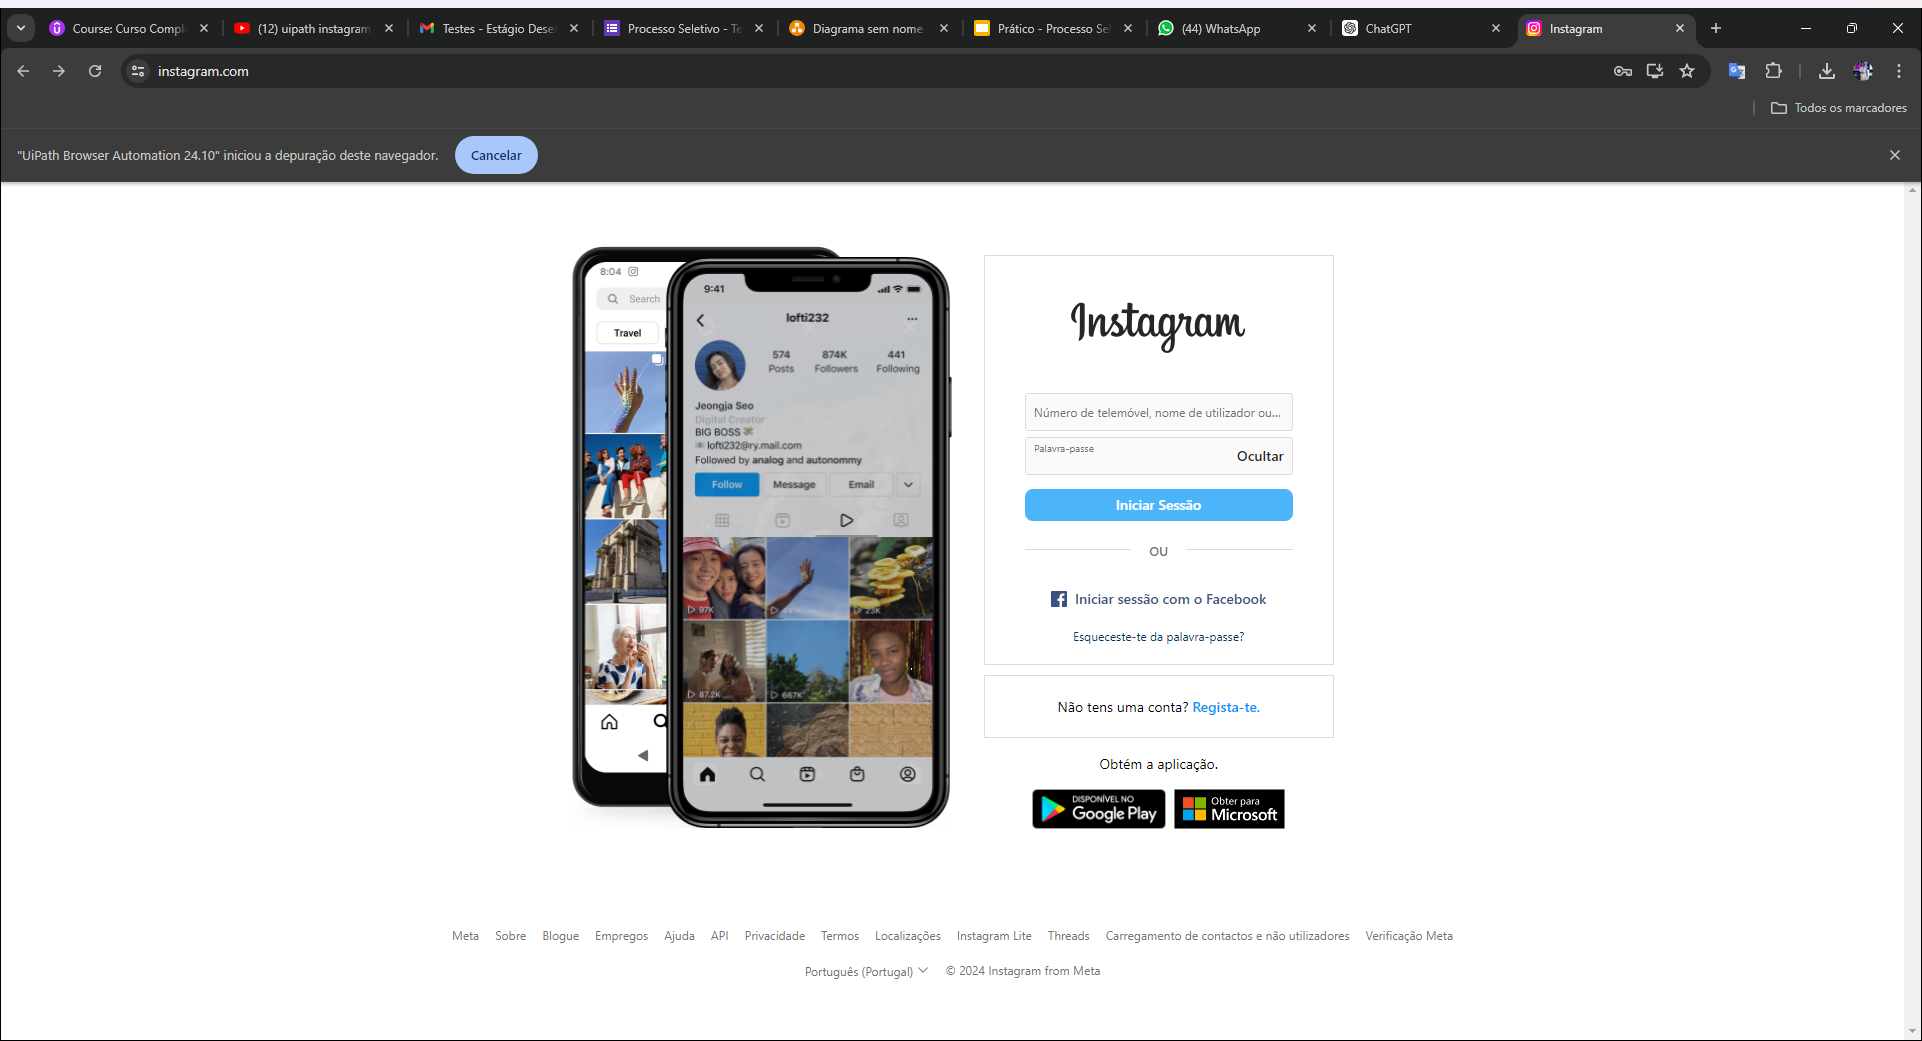 Course: Curso Compl
(12) uipath instagram
Testes - Estágio Deser
Processo Seletivo - Te
Diagrama sem nome
Prático - Processo Sel
(44) WhatsApp
ChatGPT
Instagram
instagram.com
Todos os marcadores
"UiPath Browser Automation 24.10" iniciou a depuração deste navegador.
Cancelar
8:04
Search
Travel
9:41
lofti232
574
874K
441
Posts
Followers
Following
Jeongja Seo
Digital Creator
BIG BOSS
lofti232@ry.mail.com
Followed by analog and autonommy
Follow
Message
Email
97K
441K
23K
87.2K
667K
Instagram
Número de telemóvel, nome de utilizador ou...
Palavra-passe
Ocultar
Iniciar Sessão
OU
Iniciar sessão com o Facebook
Esqueceste-te da palavra-passe?
Não tens uma conta? Regista-te.
Obtém a aplicação.
DISPONÍVEL NO
Google Play
Obter para
Microsoft
Meta Sobre Blogue Empregos Ajuda API Privacidade Termos Localizações Instagram Lite Threads Carregamento de contactos e não utilizadores Verificação Meta
Português (Portugal) © 2024 Instagram from Meta